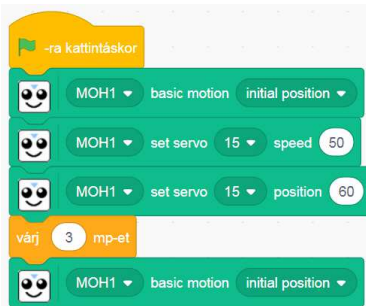 -ra kattintáskor
MOH1 basic motion initial position
MOH1 set servo 15 speed 50
MOH1 set servo 15 position 60
várj 3 mp-et
MOH1 basic motion initial position